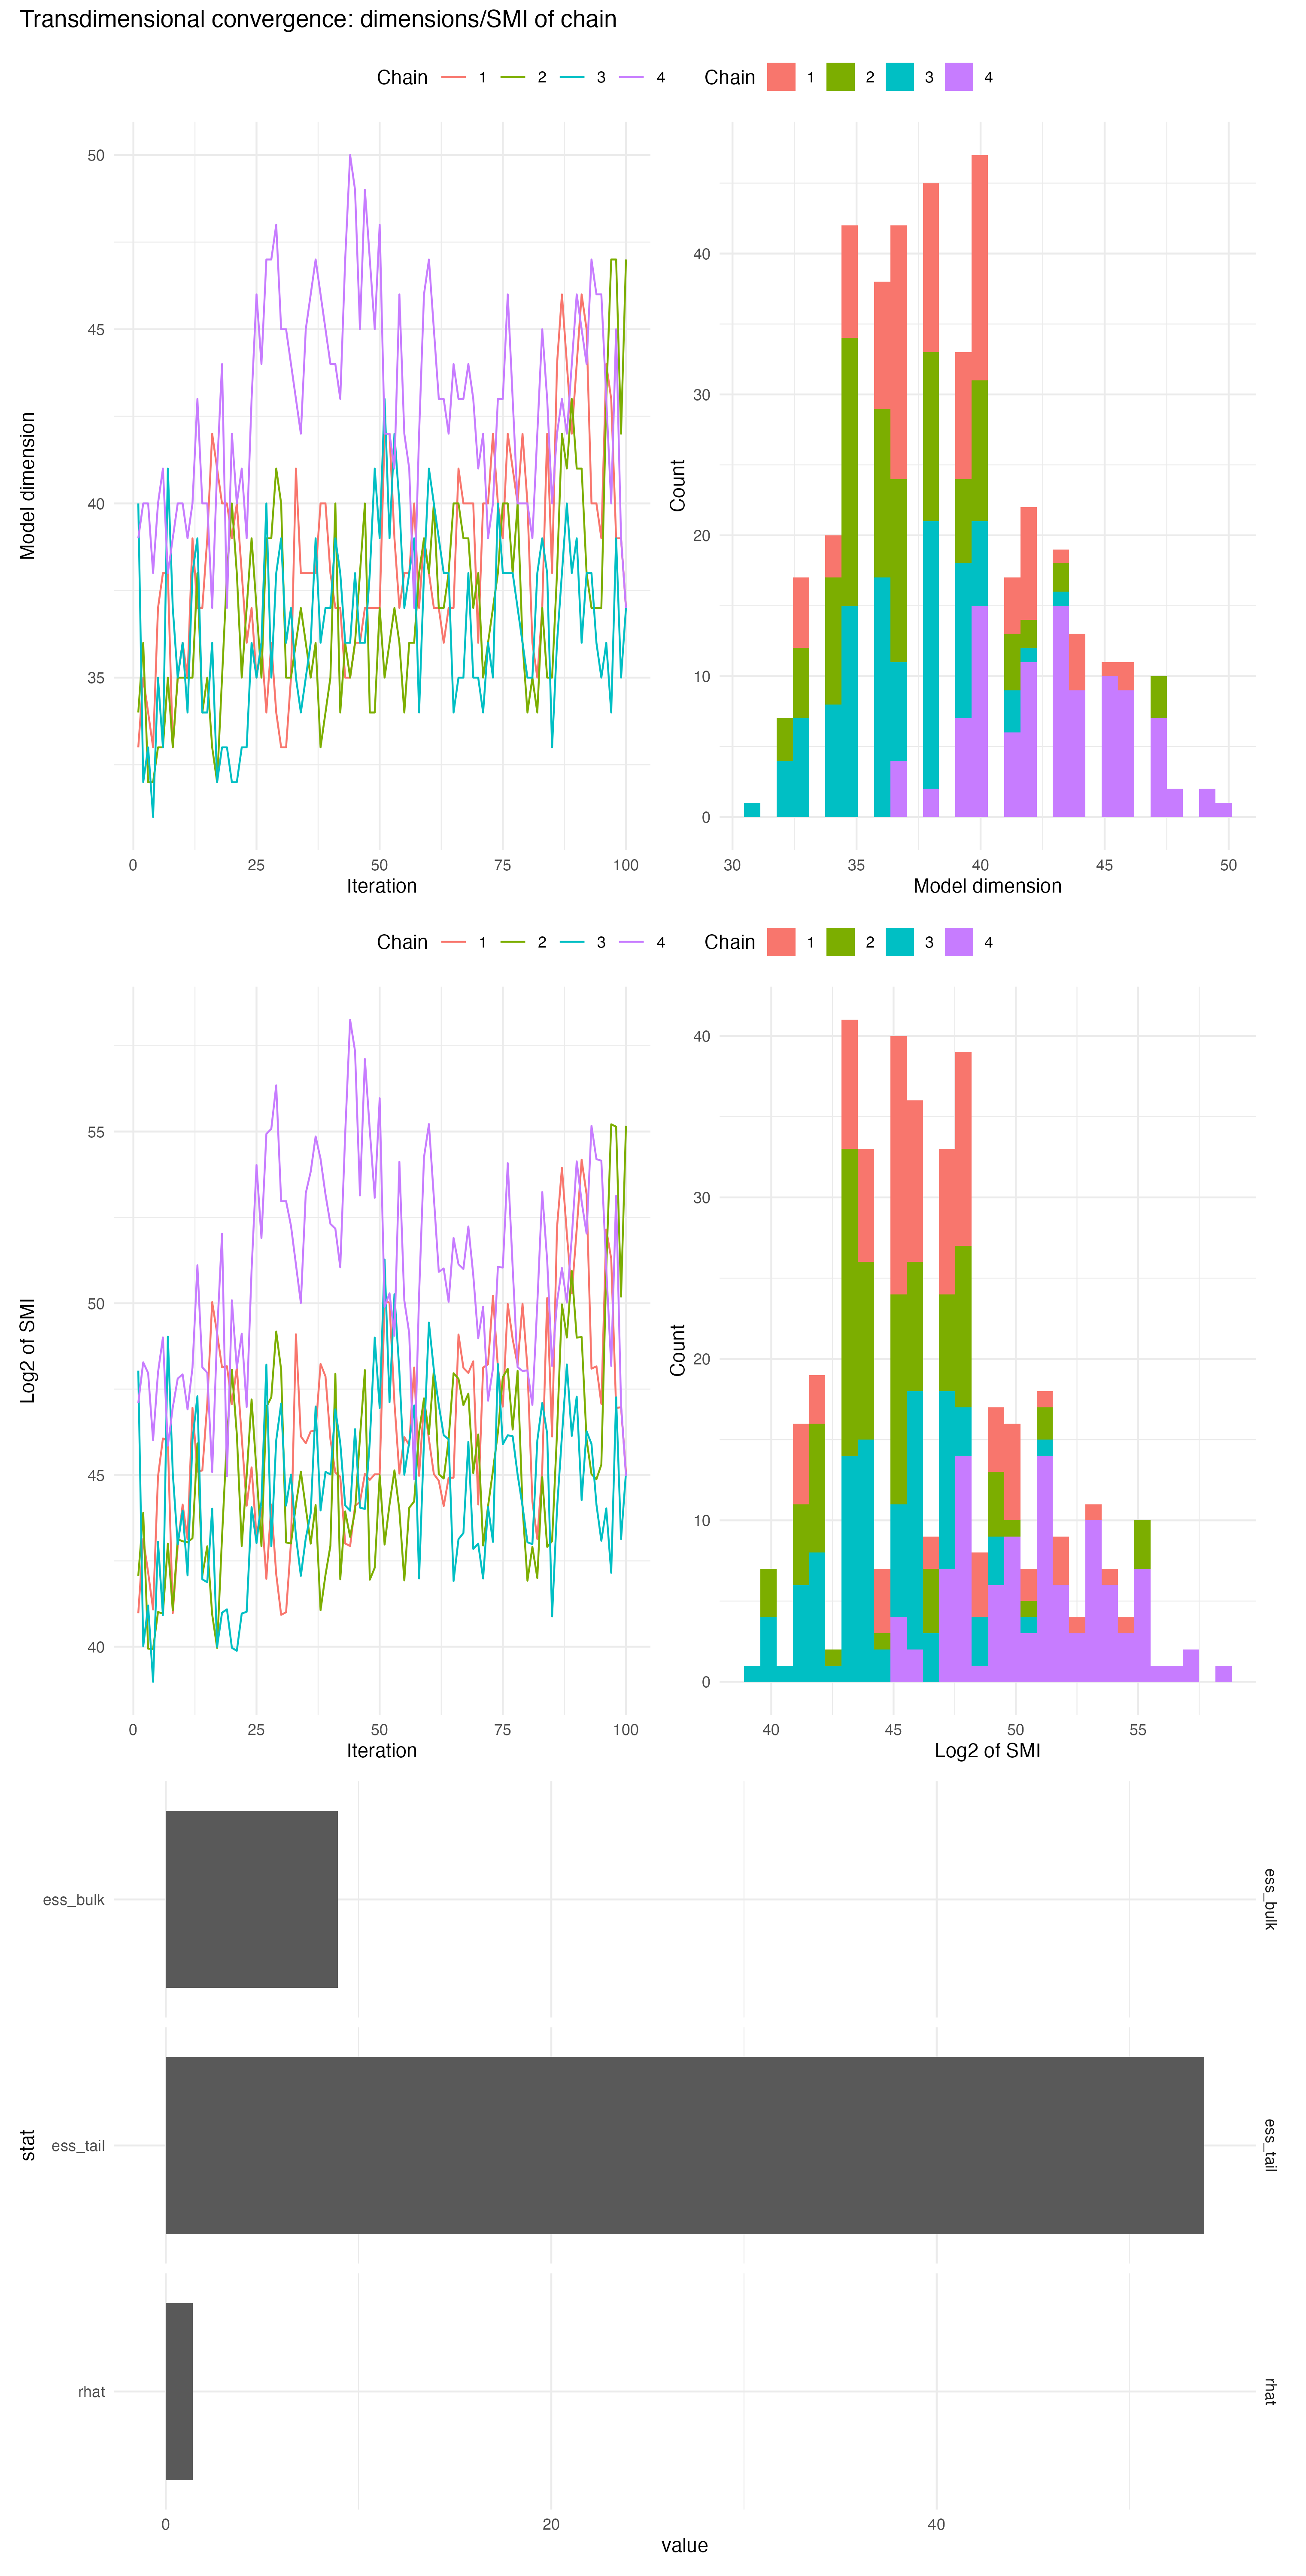 Transdimensional convergence: dimensions/SMI of chain
Chain 1 2 3 4 Chain 1 2 3 4
Model dimension
50
45
40
35
0 25 50 75 100
Iteration
Count
40
30
20
10
0
30 35 40 45 50
Model dimension
Chain 1 2 3 4 Chain 1 2 3 4
Log2 of SMI
55
50
45
40
0 25 50 75 100
Iteration
Count
40
30
20
10
0
40 45 50 55
Log2 of SMI
stat
ess_bulk
ess_bulk
ess_tail
ess_tail
rhat
rhat
0 20 40
value